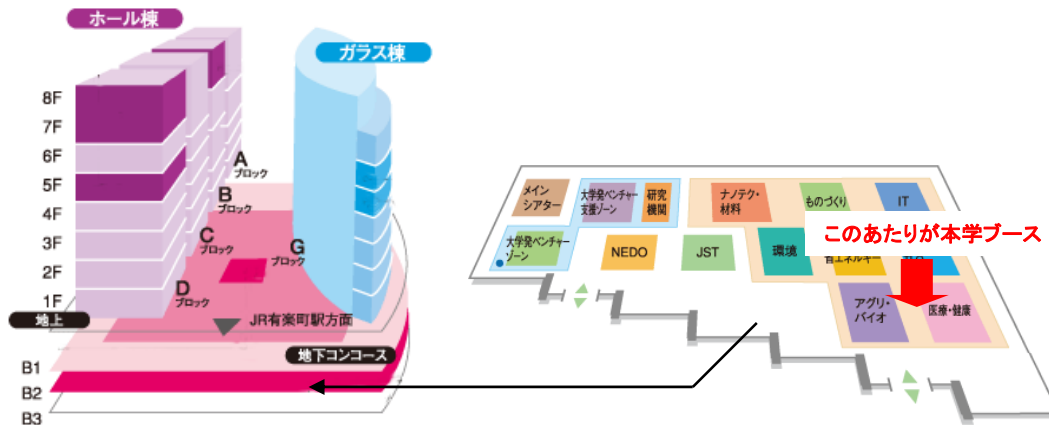 ホール棟
ガラス棟
8F
7F
6F
5F
4F
3F
2F
1F
地上
A
ブロック
B
ブロック
C
ブロック
G
ブロック
D
ブロック
JR有楽町駅方面
地下コンコース
B1
B2
B3
メイン
シアター
大学発ベンチャー
支援ゾーン
研究
機関
大学発ベンチャー
ゾーン
NEDO
JST
ナノテク・
材料
ものづくり
IT
このあたりが本学ブース
環境
省エネルギー
アグリ・
バイオ
医療・健康